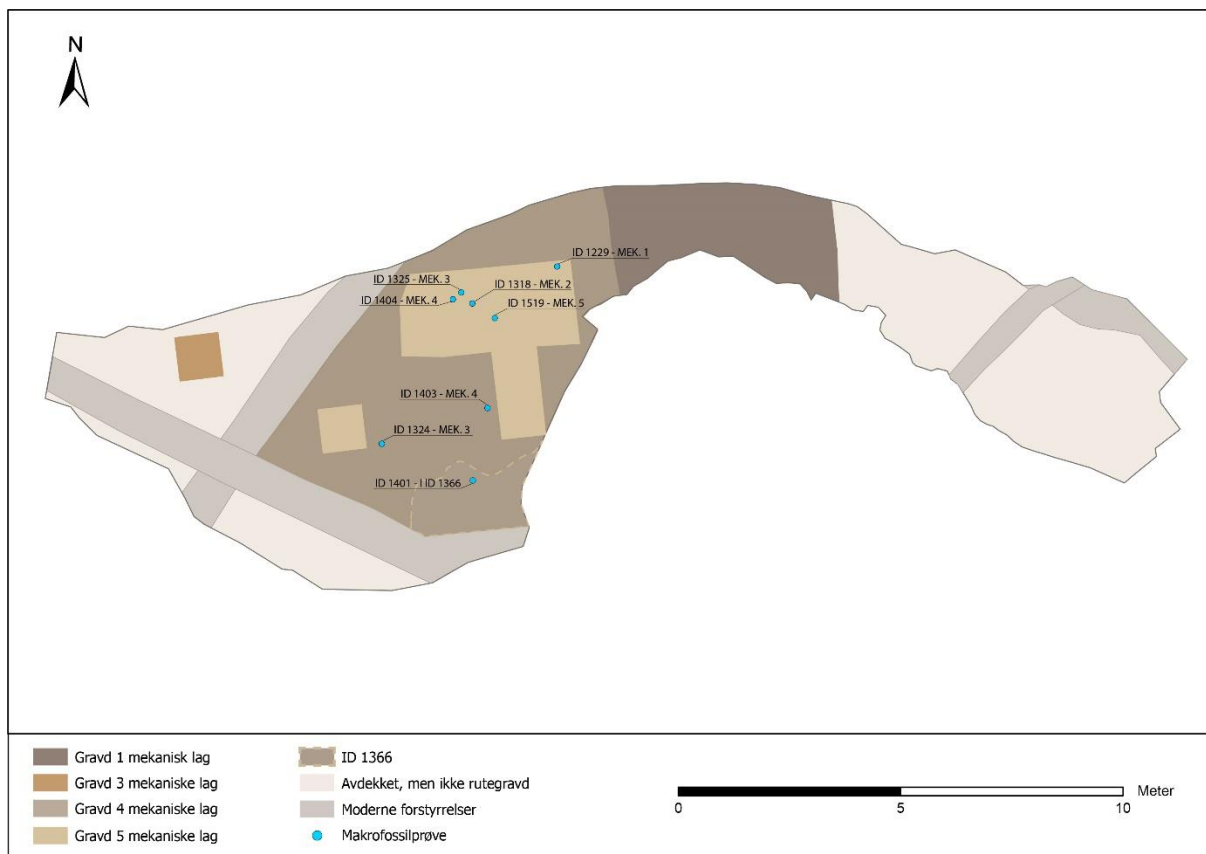 N
ID 1229 - MEK. 1
ID 1325 - MEK. 3
ID 1318 - MEK. 2
ID 1404 - MEK. 4
ID 1519 - MEK. 5
ID 1403 - MEK. 4
ID 1324 - MEK. 3
ID 1401 - I ID 1366
Gravd 1 mekanisk lag
Gravd 3 mekaniske lag
Gravd 4 mekaniske lag
Gravd 5 mekaniske lag
ID 1366
Avdekket, men ikke rutegravd
Moderne forstyrrelser
Makrofossilprøve
Meter
0 5 10